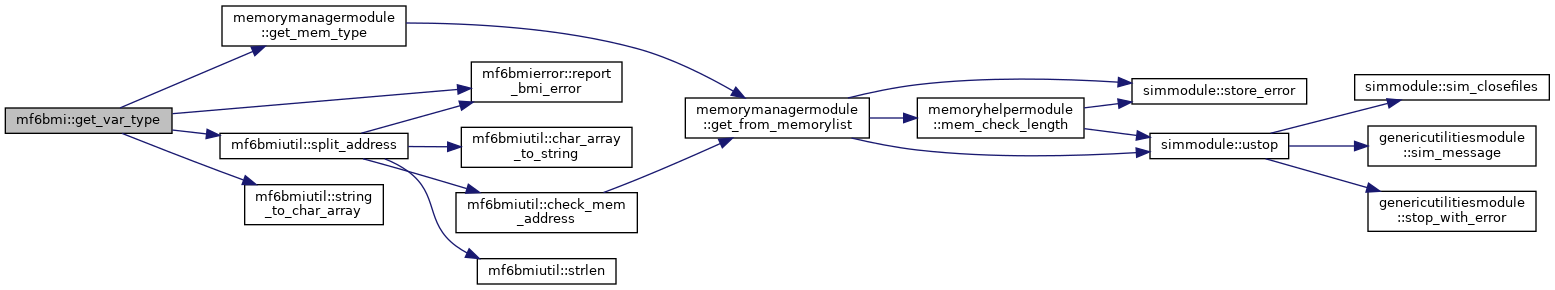 mf6bmi::get_var_type
memorymanagermodule
::get_mem_type
mf6bmierror::report
_bmi_error
mf6bmiutil::split_address
mf6bmiutil::string
_to_char_array
mf6bmiutil::char_array
_to_string
mf6bmiutil::check_mem
_address
mf6bmiutil::strlen
memorymanagermodule
::get_from_memorylist
memoryhelpermodule
::mem_check_length
simmodule::store_error
simmodule::ustop
simmodule::sim_closefiles
genericutilitiesmodule
::sim_message
genericutilitiesmodule
::stop_with_error